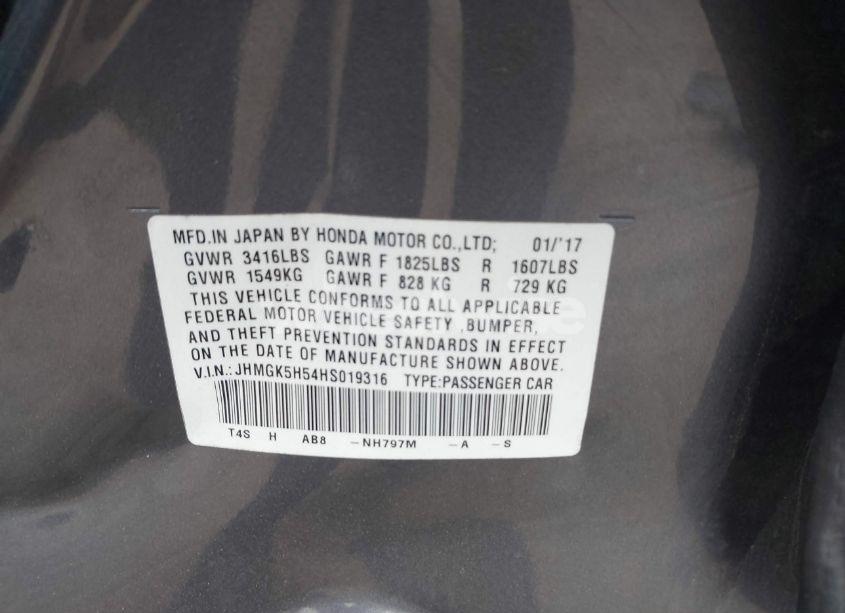 MFD.IN JAPAN BY HONDA MOTOR CO.,LTD; 01/'17
GVWR 3416LBS GAWR F 1825LBS R 1607LBS
GVWR 1549KG GAWR F 828 KG R 729 KG
THIS VEHICLE CONFORMS TO ALL APPLICABLE
FEDERAL MOTOR VEHICLE SAFETY ,BUMPER,
AND THEFT PREVENTION STANDARDS IN EFFECT
ON THE DATE OF MANUFACTURE SHOWN ABOVE.
V.I.N.: JHMGK5H54HS019316 TYPE:PASSENGER CAR
T4S H AB8 -NH797M -A -S